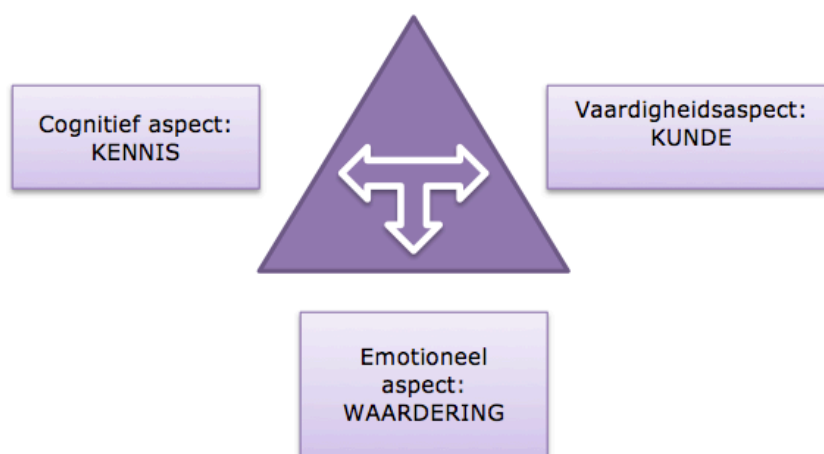 Cognitief aspect:
KENNIS
Vaardigheidsaspect:
KUNDE
Emotioneel
aspect:
WAARDERING